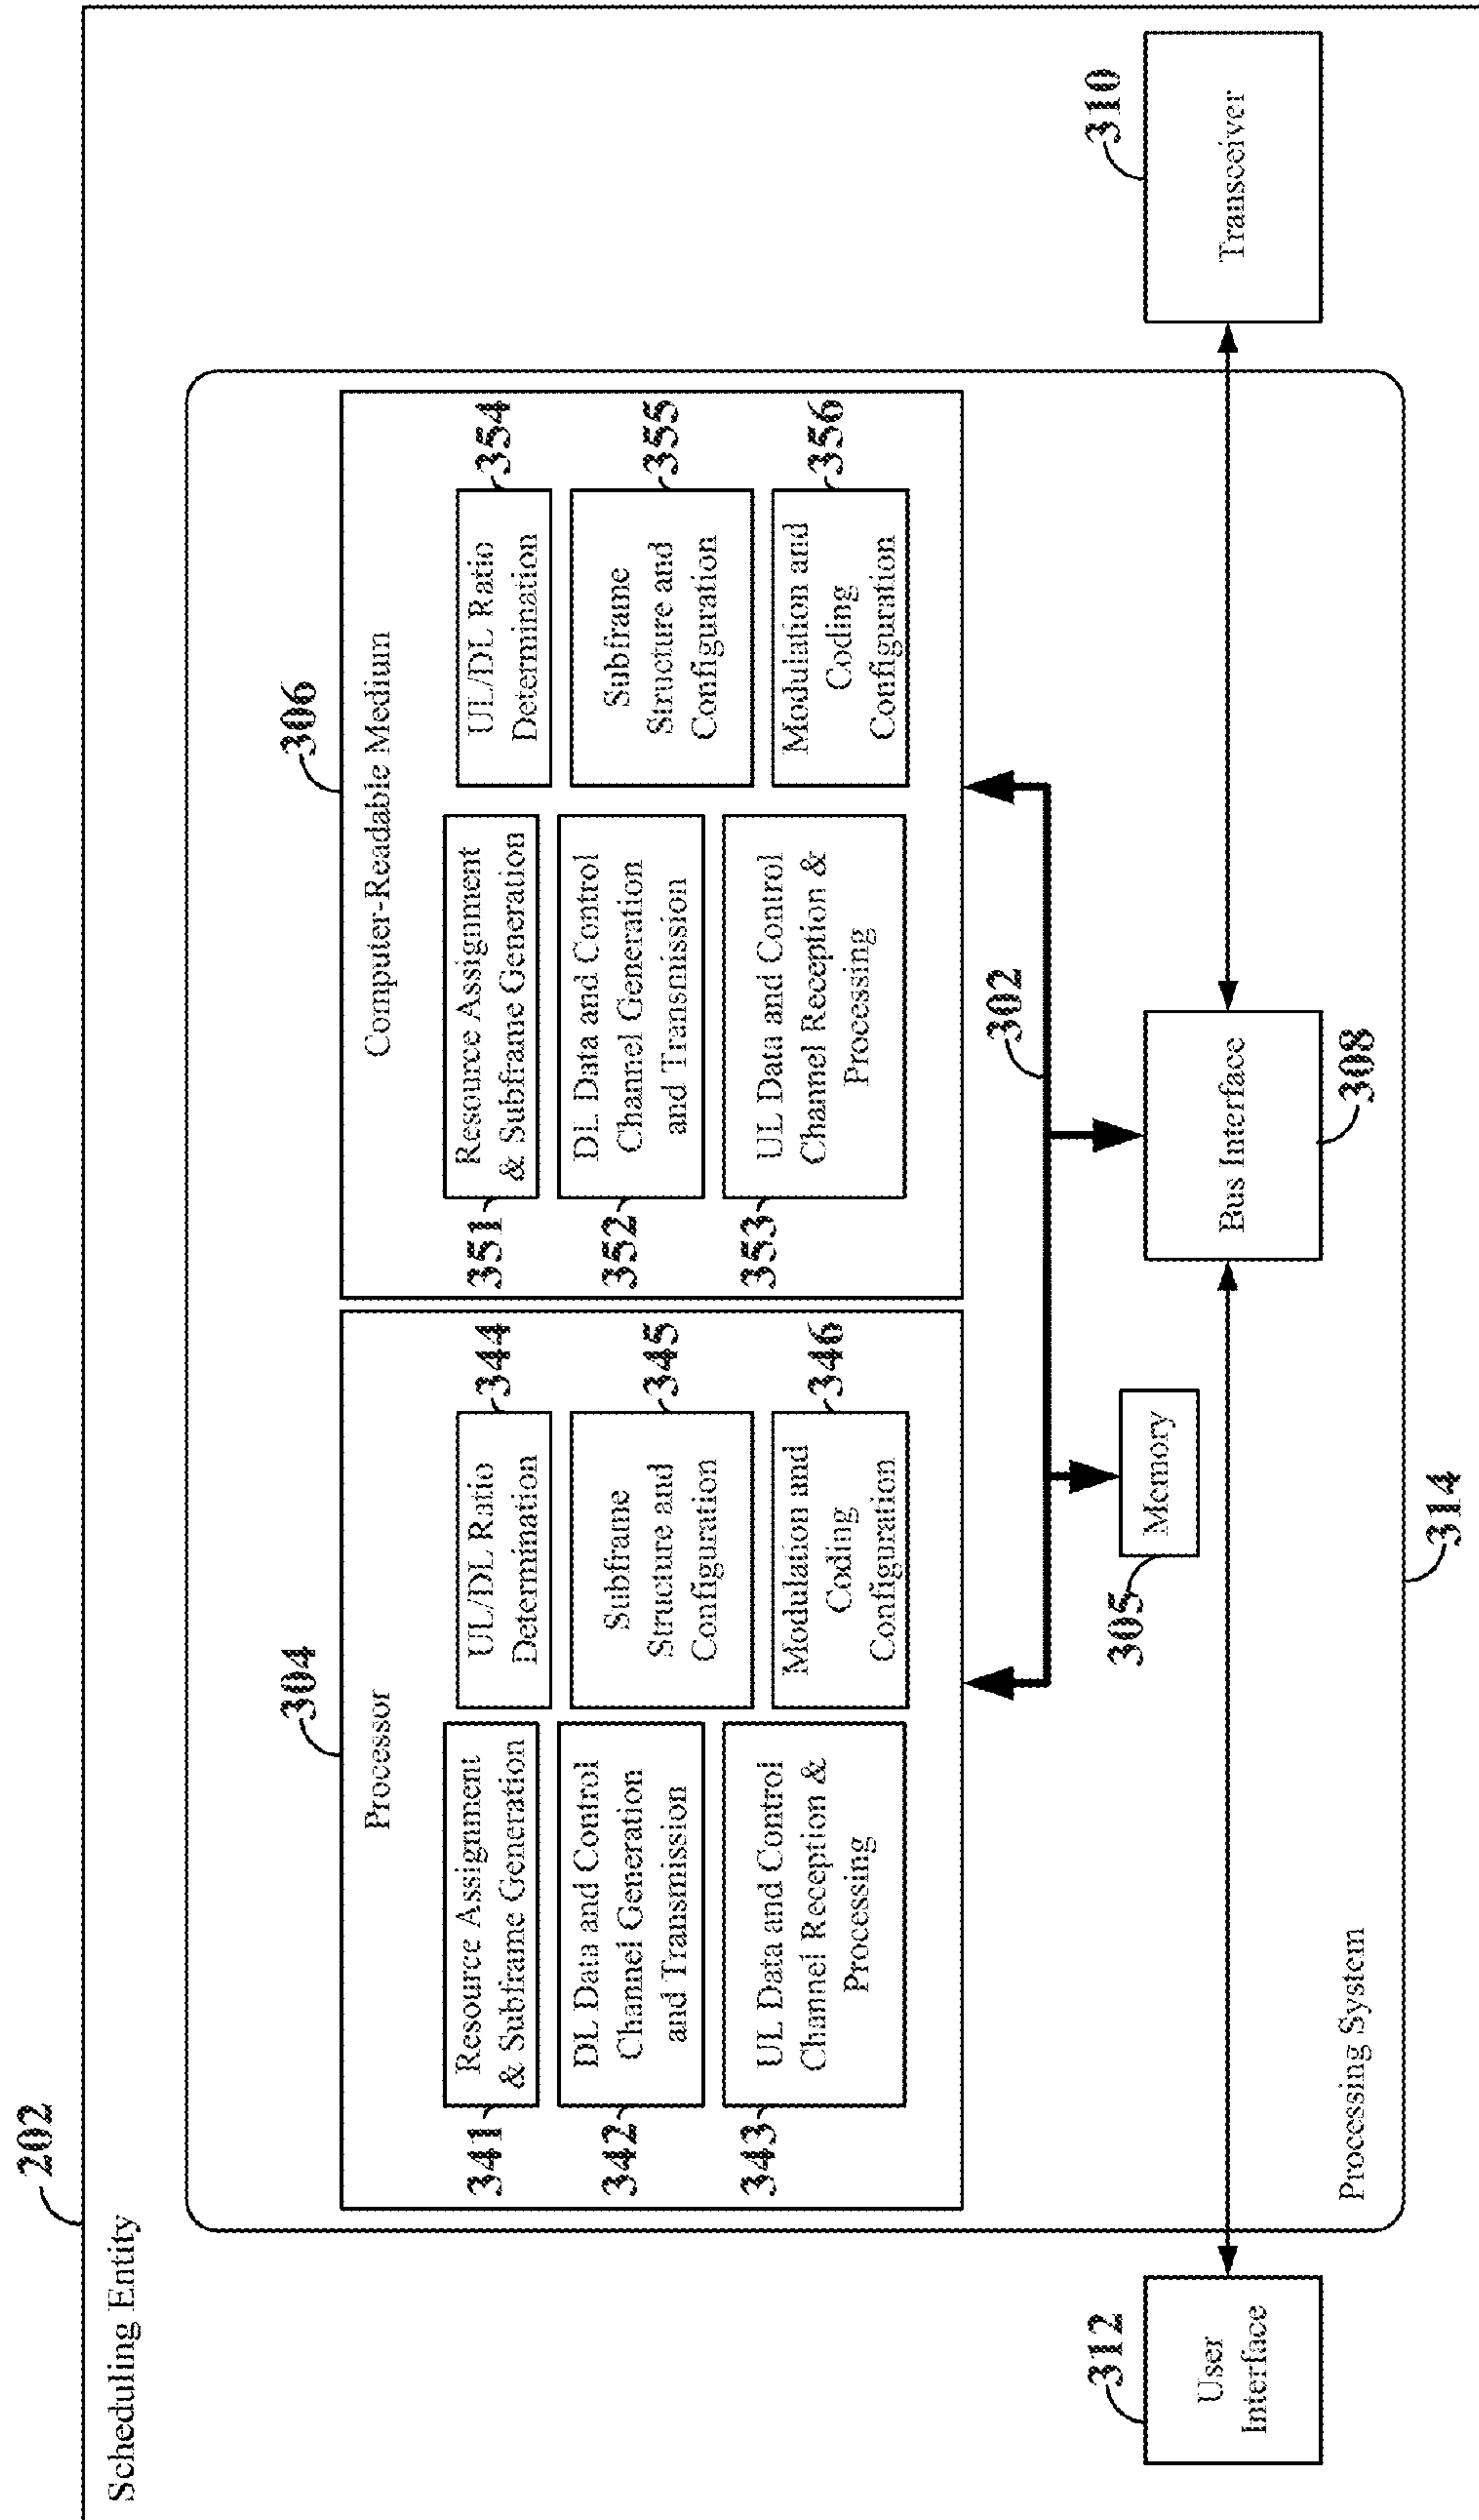 202
Scheduling Entity
304
Processor
341
Resource Assignment
& Subframe Generation
342
DL Data and Control
Channel Generation
and Transmission
343
UL Data and Control
Channel Reception &
Processing
344
UL/DL Ratio
Determination
345
Subframe
Structure and
Configuration
346
Modulation and
Coding
Configuration
306
Computer-Readable Medium
351
Resource Assignment
& Subframe Generation
352
DL Data and Control
Channel Generation
and Transmission
353
UL Data and Control
Channel Reception &
Processing
354
UL/DL Ratio
Determination
355
Subframe
Structure and
Configuration
356
Modulation and
Coding
Configuration
302
305
Memory
312
User
Interface
Bus Interface
308
310
Transceiver
Processing System
314